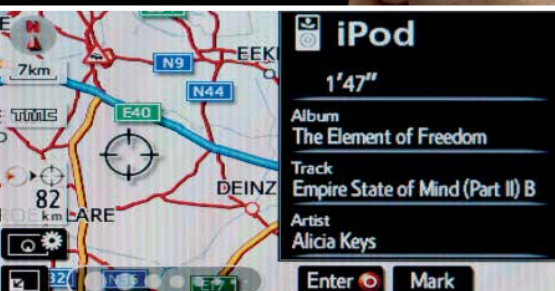 N
7km
TMC
82
km
N9
N44
E40
EEK
DEINZ
LARE
32
iPod
1'47"
Album
The Element of Freedom
Track
Empire State of Mind (Part II) B
Artist
Alicia Keys
Enter
Mark